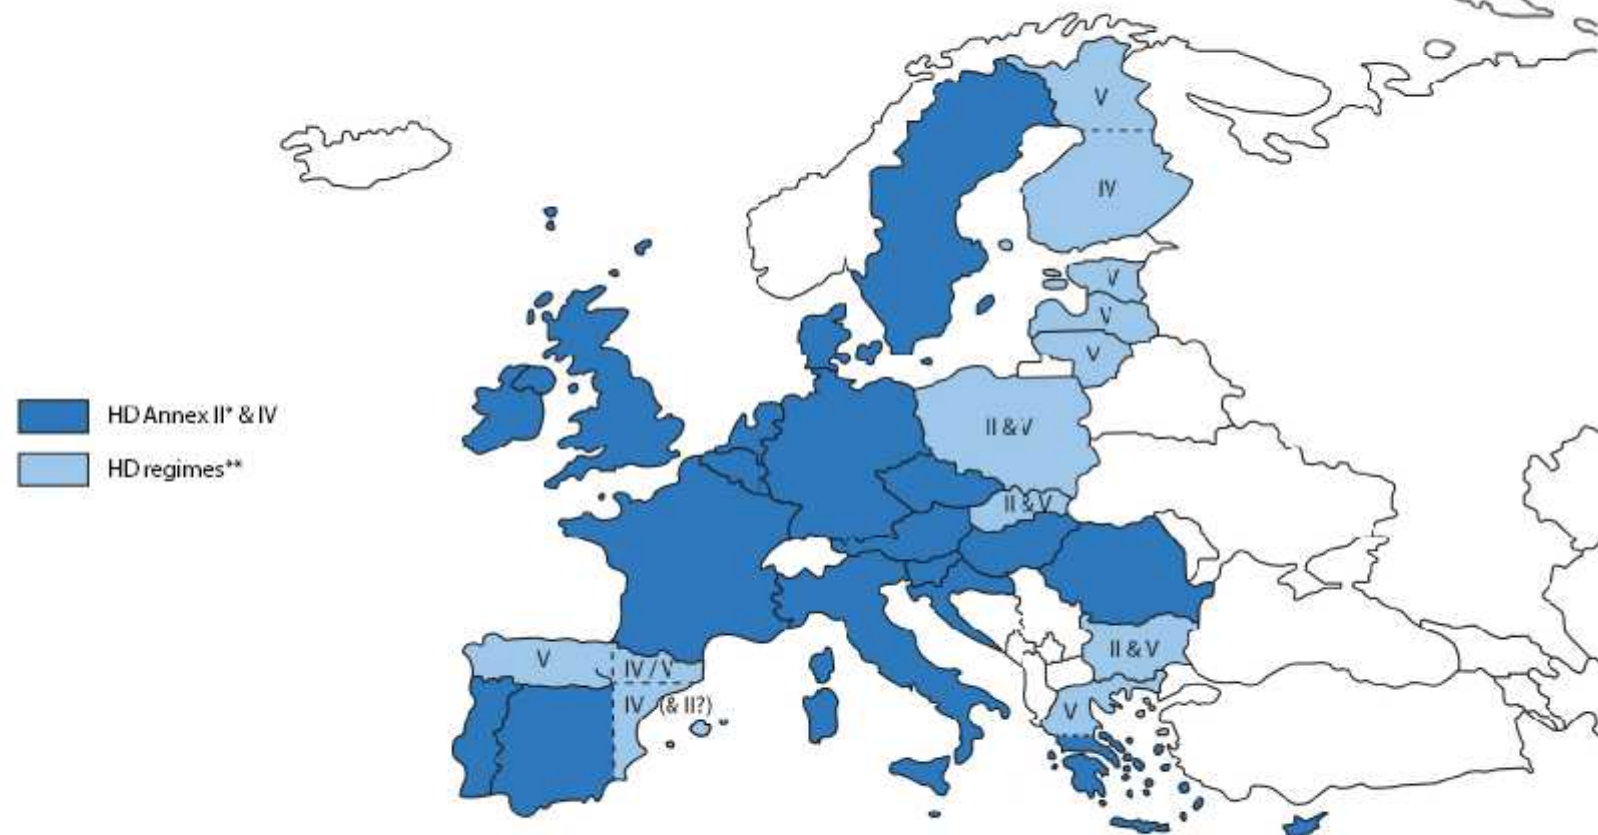 V
IV
V
V
V
II & V
HD Annex II* & IV
HD regimes**
II & V
II & V
V
IV / V
IV (& II?)
V